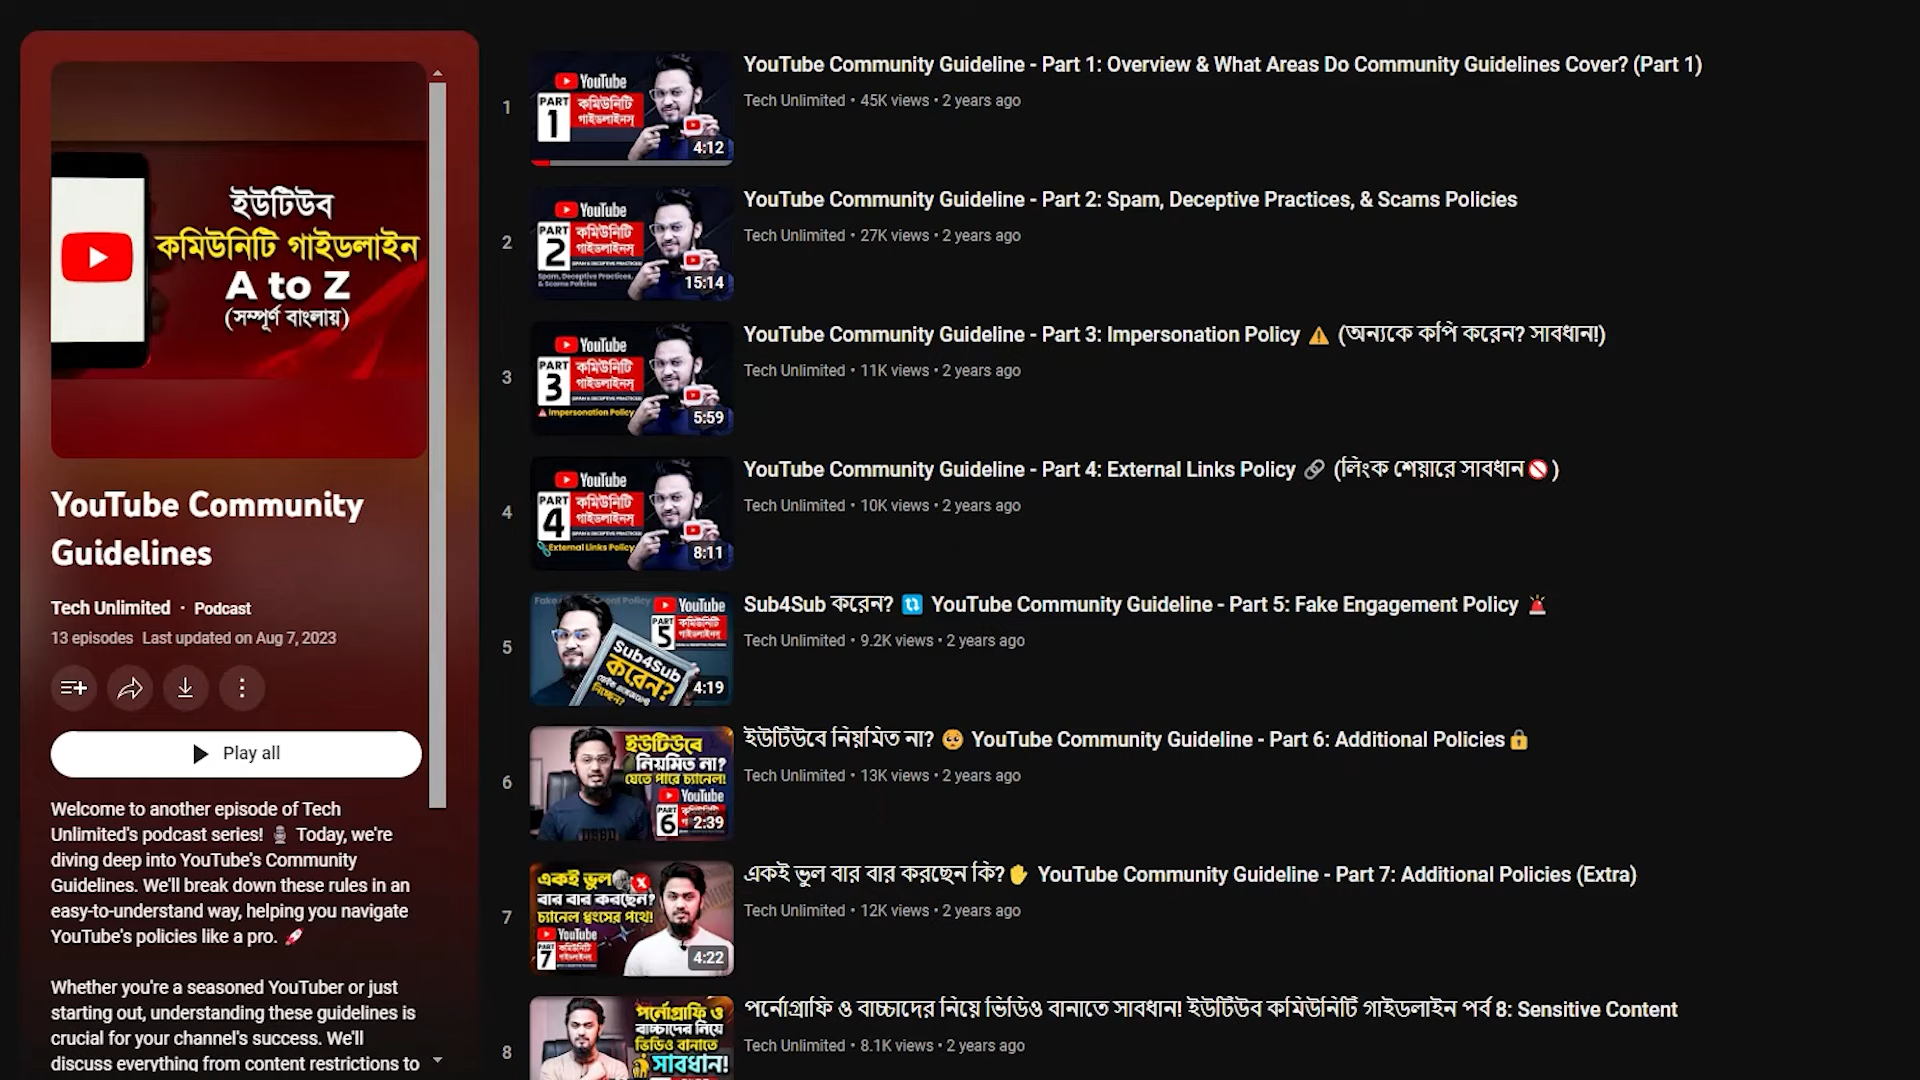 ইউটিউব
কমিউনিটি গাইডলাইন
A to Z
(সম্পূর্ণ বাংলায়)
YouTube Community
Guidelines
Tech Unlimited · Podcast
13 episodes Last updated on Aug 7, 2023
Play all
Welcome to another episode of Tech
Unlimited's podcast series! 🎙️ Today, we're
diving deep into YouTube's Community
Guidelines. We'll break down these rules in an
easy-to-understand way, helping you navigate
YouTube's policies like a pro. 🚀
Whether you're a seasoned YouTuber or just
starting out, understanding these guidelines is
crucial for your channel's success. We'll
discuss everything from content restrictions to
1
YouTube
PART
1
কমিউনিটি
গাইডলাইনস্
4:12
YouTube Community Guideline - Part 1: Overview & What Areas Do Community Guidelines Cover? (Part 1)
Tech Unlimited • 45K views • 2 years ago
2
YouTube
PART
2
কমিউনিটি
গাইডলাইনস্
Spam, Deceptive Practices,
& Scams Policies
15:14
YouTube Community Guideline - Part 2: Spam, Deceptive Practices, & Scams Policies
Tech Unlimited • 27K views • 2 years ago
3
YouTube
PART
3
কমিউনিটি
গাইডলাইনস্
(SPAM & DECEPTIVE PRACTICES)
Impersonation Policy
5:59
YouTube Community Guideline - Part 3: Impersonation Policy ⚠️ (অন্যকে কপি করেন? সাবধান!)
Tech Unlimited • 11K views • 2 years ago
4
YouTube
PART
4
কমিউনিটি
গাইডলাইনস্
(SPAM & DECEPTIVE PRACTICES)
External Links Policy
8:11
YouTube Community Guideline - Part 4: External Links Policy 🔗 (লিংক শেয়ারে সাবধান🚫)
Tech Unlimited • 10K views • 2 years ago
5
YouTube
PART
5
কমিউনিটি
গাইডলাইনস্
Sub4Sub
করেন?
4:19
Sub4Sub করেন? 🔃 YouTube Community Guideline - Part 5: Fake Engagement Policy 🚨
Tech Unlimited • 9.2K views • 2 years ago
6
ইউটিউবে
নিয়মিত না?
যেতে পারে চ্যানেল!
YouTube
PART
6
2:39
ইউটিউবে নিয়মিত না? 🥺 YouTube Community Guideline - Part 6: Additional Policies🔒
Tech Unlimited • 13K views • 2 years ago
7
একই ভুল
বার বার করছেন?
চ্যানেল ধ্বংসের পথে!
YouTube
PART
7
কমিউনিটি
গাইডলাইনস্
4:22
একই ভুল বার বার করছেন কি?✋ YouTube Community Guideline - Part 7: Additional Policies (Extra)
Tech Unlimited • 12K views • 2 years ago
8
পর্নোগ্রাফি ও
বাচ্চাদের নিয়ে
ভিডিও বানাতে
সাবধান!
পর্নোগ্রাফি ও বাচ্চাদের নিয়ে ভিডিও বানাতে সাবধান! ইউটিউব কমিউনিটি গাইডলাইন পর্ব 8: Sensitive Content
Tech Unlimited • 8.1K views • 2 years ago